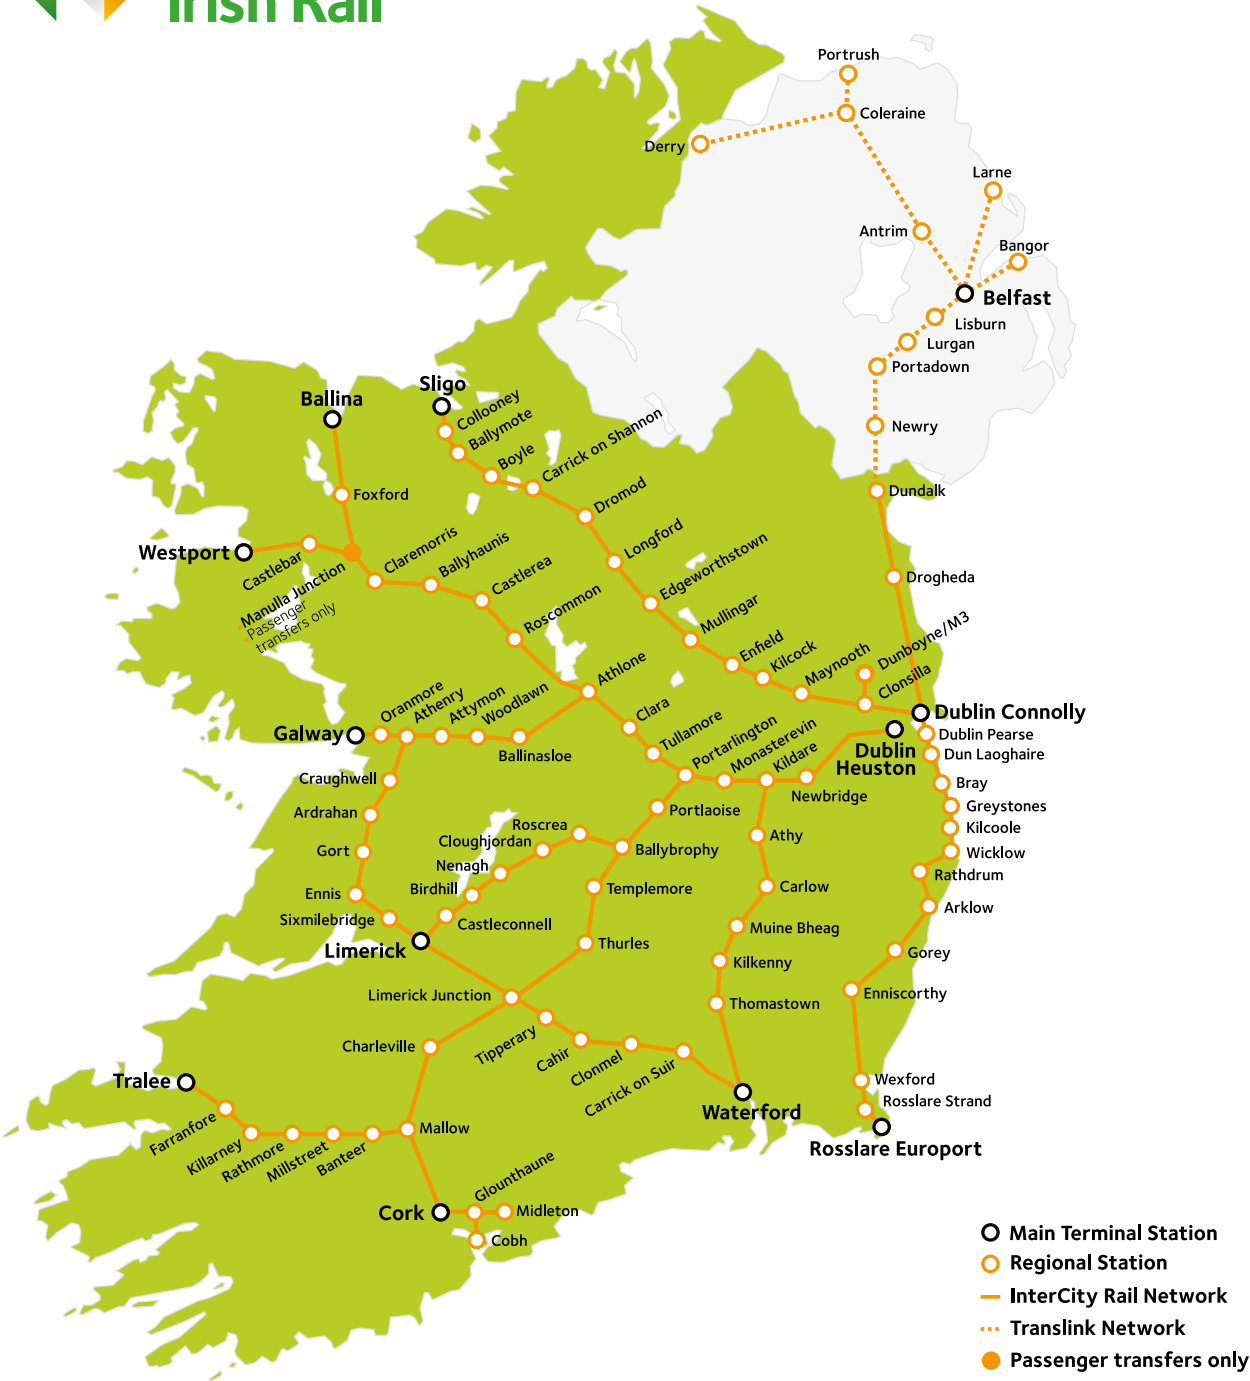 Irish Rail
Portrush
Coleraine
Derry
Larne
Antrim
Bangor
Belfast
Lisburn
Lurgan
Portadown
Newry
Dundalk
Drogheda
Sligo
Collooney
Ballymote
Boyle
Carrick on Shannon
Dromod
Longford
Edgeworthstown
Mullingar
Enfield
Kilcock
Maynooth
Dunboyne/M3
Clonsilla
Ballina
Foxford
Westport
Castlebar
Manulla Junction
Passenger
transfers only
Claremorris
Ballyhaunis
Castlerea
Roscommon
Athlone
Clara
Tullamore
Portarlington
Monasterevin
Kildare
Newbridge
Dublin Connolly
Dublin
Heuston
Dublin Pearse
Dun Laoghaire
Bray
Greystones
Kilcoole
Wicklow
Rathdrum
Arklow
Gorey
Enniscorthy
Wexford
Rosslare Strand
Rosslare Europort
Galway
Oranmore
Athenry
Attymon
Woodlawn
Ballinasloe
Craughwell
Ardrahan
Gort
Ennis
Sixmilebridge
Limerick
Roscrea
Cloughjordan
Nenagh
Birdhill
Castleconnell
Portlaoise
Ballybrophy
Templemore
Thurles
Athy
Carlow
Muine Bheag
Kilkenny
Thomastown
Limerick Junction
Tipperary
Cahir
Clonmel
Carrick on Suir
Waterford
Charleville
Tralee
Farranfore
Killarney
Rathmore
Millstreet
Banteer
Mallow
Cork
Glounthaune
Midleton
Cobh
Main Terminal Station
Regional Station
InterCity Rail Network
Translink Network
Passenger transfers only